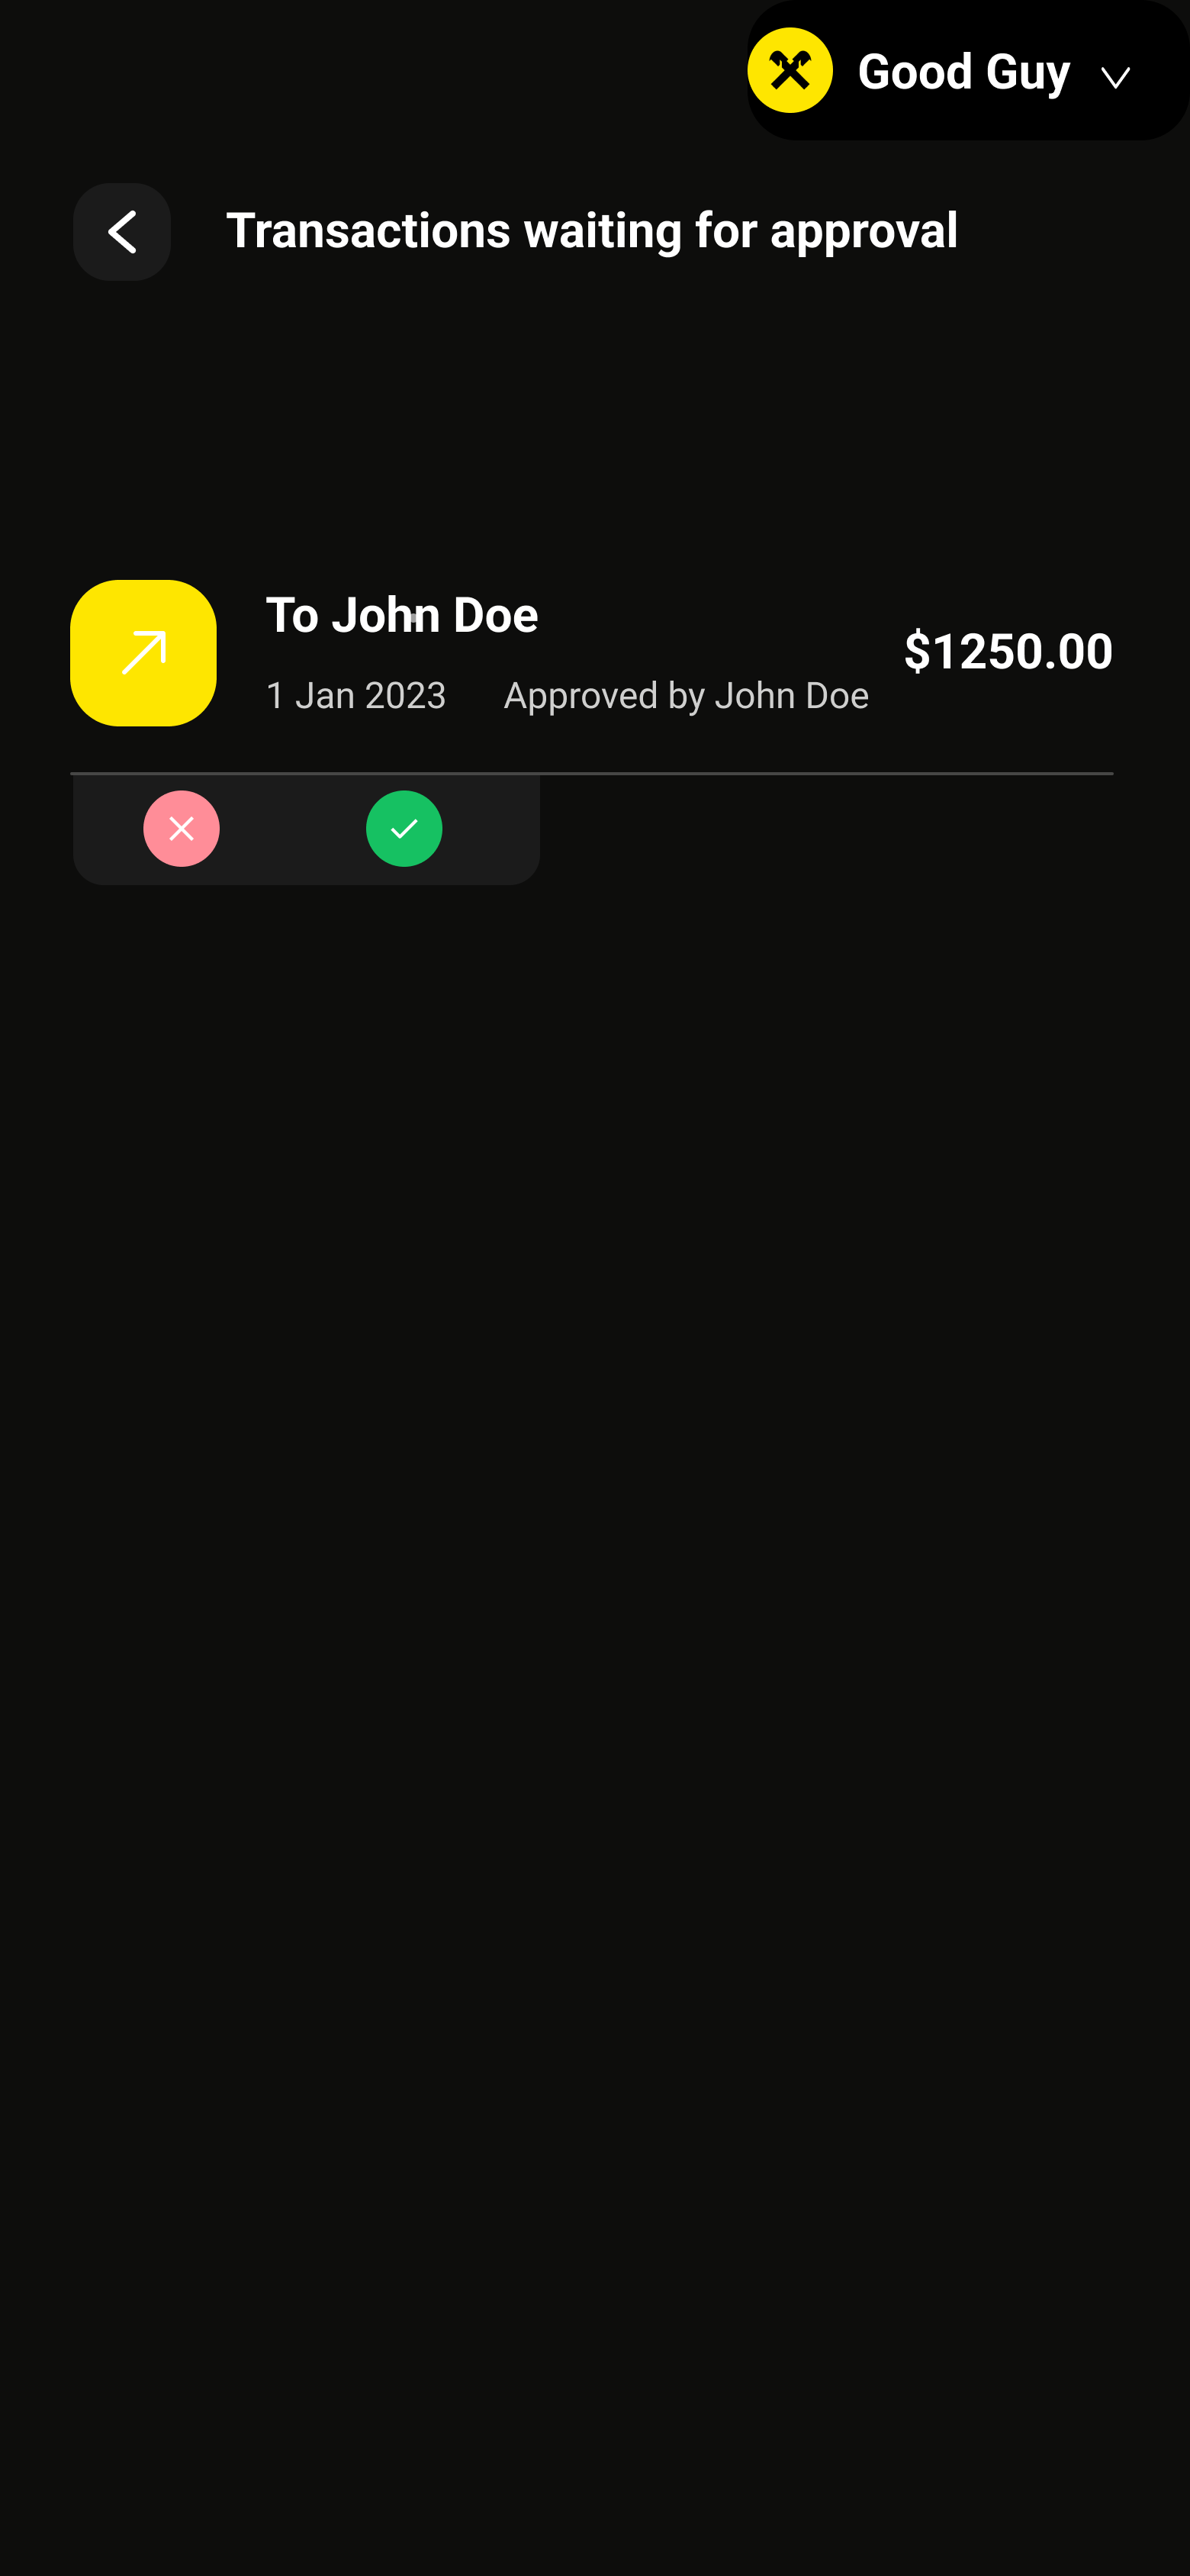 Good Guy
Transactions waiting for approval
To John Doe
$1250.00
1 Jan 2023 Approved by John Doe